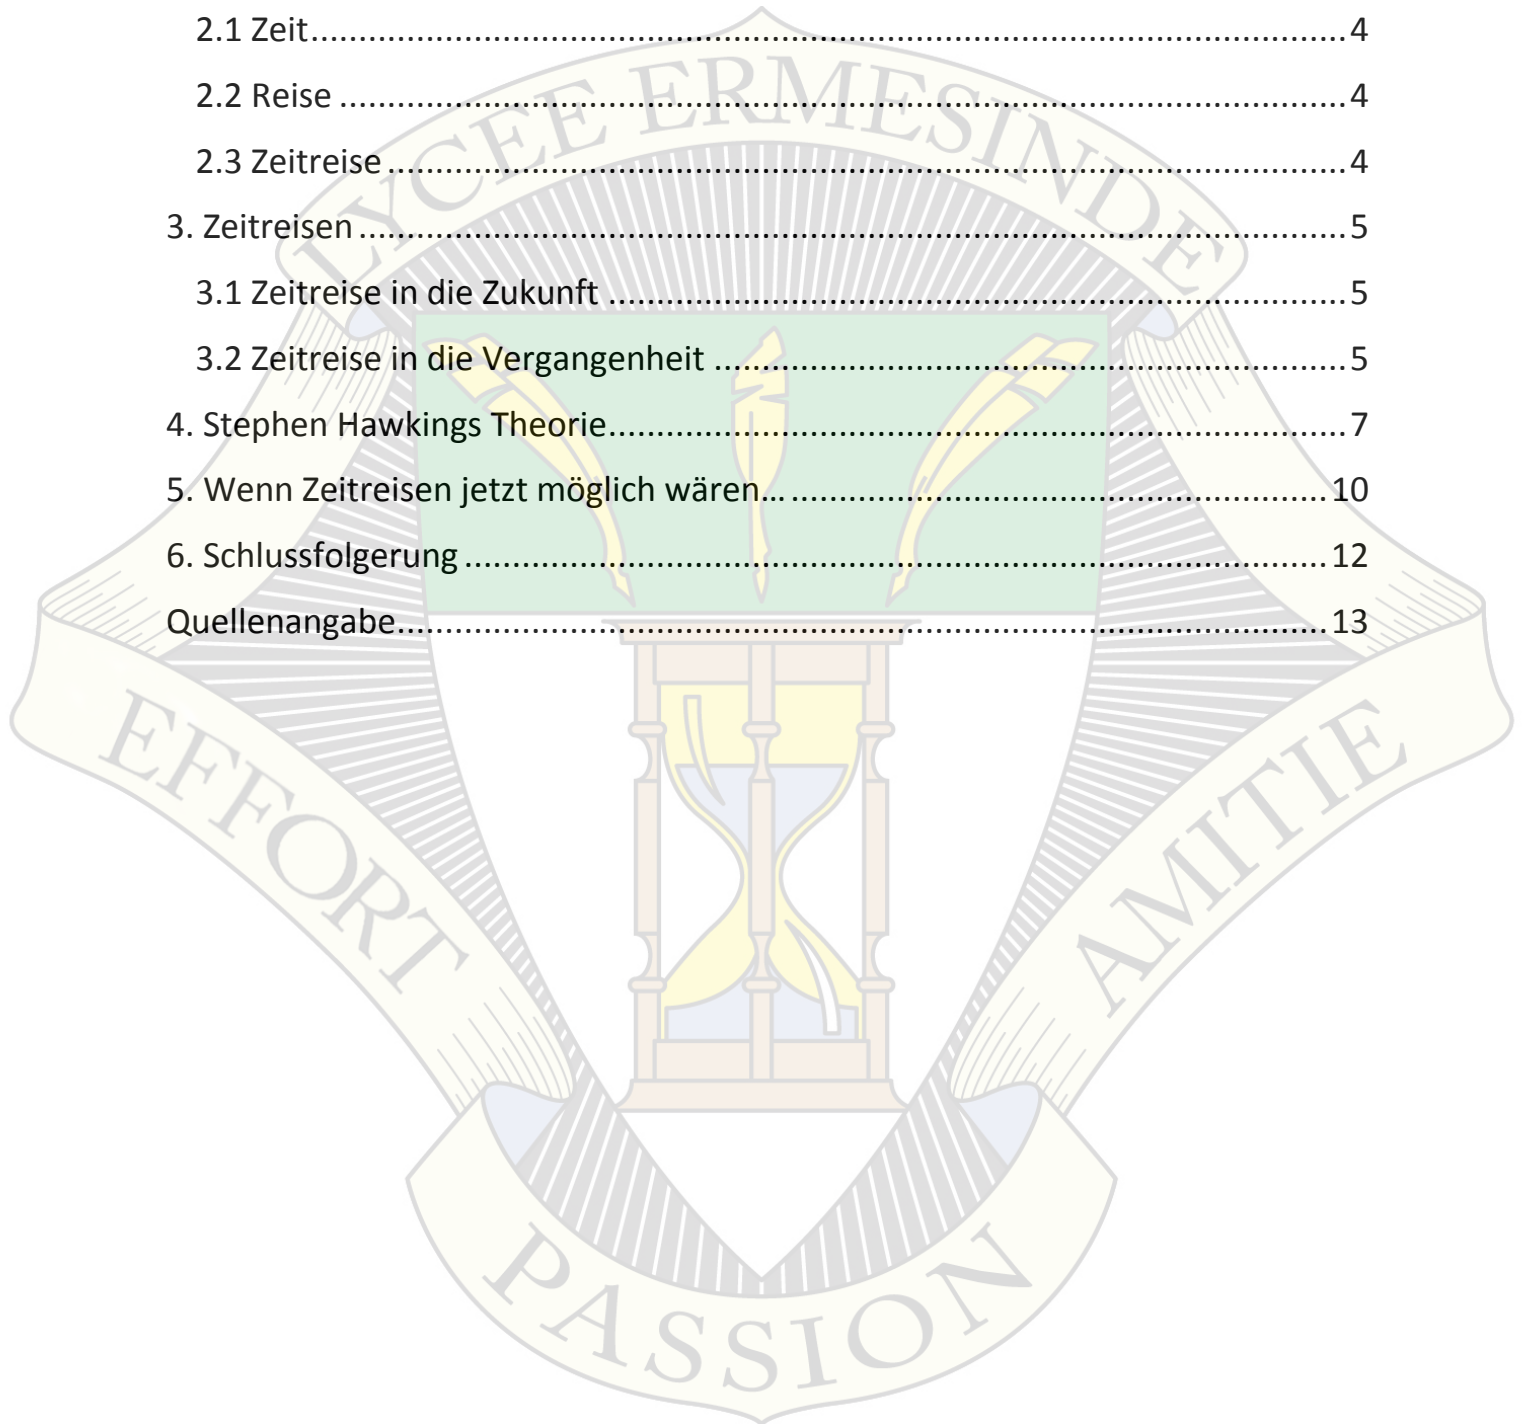 2.1 Zeit........................................................................................................4
2.2 Reise .....................................................................................................4
2.3 Zeitreise................................................................................................4
3. Zeitreisen ..................................................................................................5
3.1 Zeitreise in die Zukunft .........................................................................5
3.2 Zeitreise in die Vergangenheit ..............................................................5
4. Stephen Hawkings Theorie........................................................................7
5. Wenn Zeitreisen jetzt möglich wären… ....................................................10
6. Schlussfolgerung ......................................................................................12
Quellenangabe.............................................................................................13
LYCEE ERMESINDE
EFFORT
AMITIE
PASSION